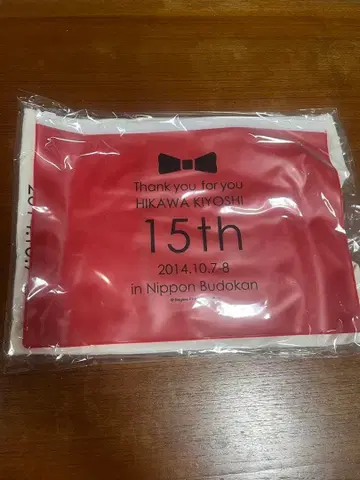 Thank you for you
HIKAWA KIYOSHI
15th
2014.10.7-8
in Nippon Budokan